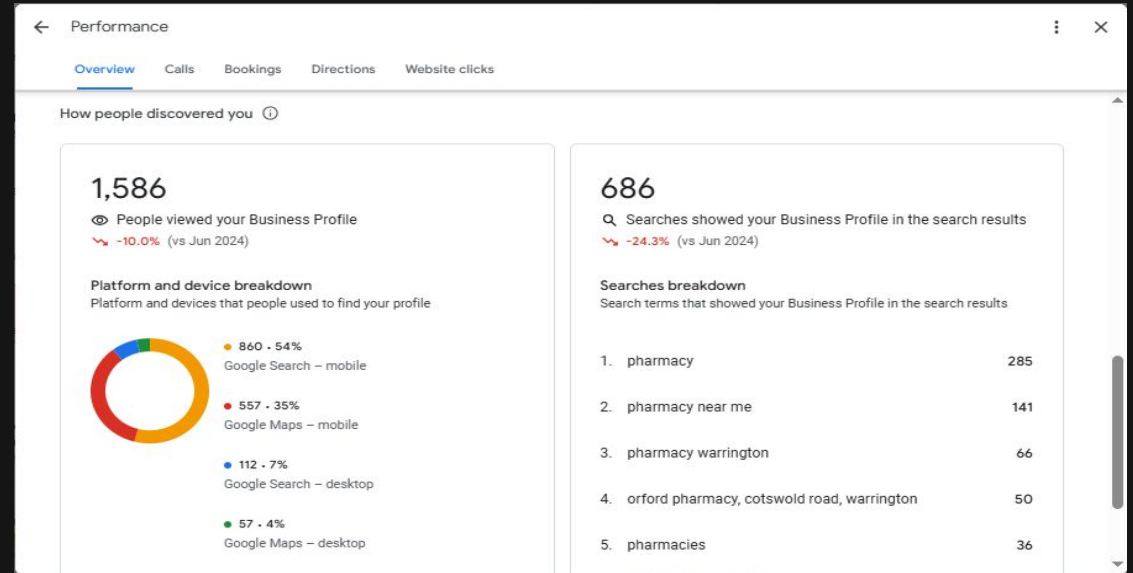 Performance
Overview Calls Bookings Directions Website clicks
How people discovered you
1,586
People viewed your Business Profile
-10.0% (vs Jun 2024)
Platform and device breakdown
Platform and devices that people used to find your profile
860 • 54%
Google Search – mobile
557 • 35%
Google Maps – mobile
112 • 7%
Google Search – desktop
57 • 4%
Google Maps – desktop
686
Searches showed your Business Profile in the search results
-24.3% (vs Jun 2024)
Searches breakdown
Search terms that showed your Business Profile in the search results
1. pharmacy 285
2. pharmacy near me 141
3. pharmacy warrington 66
4. orford pharmacy, cotswold road, warrington 50
5. pharmacies 36